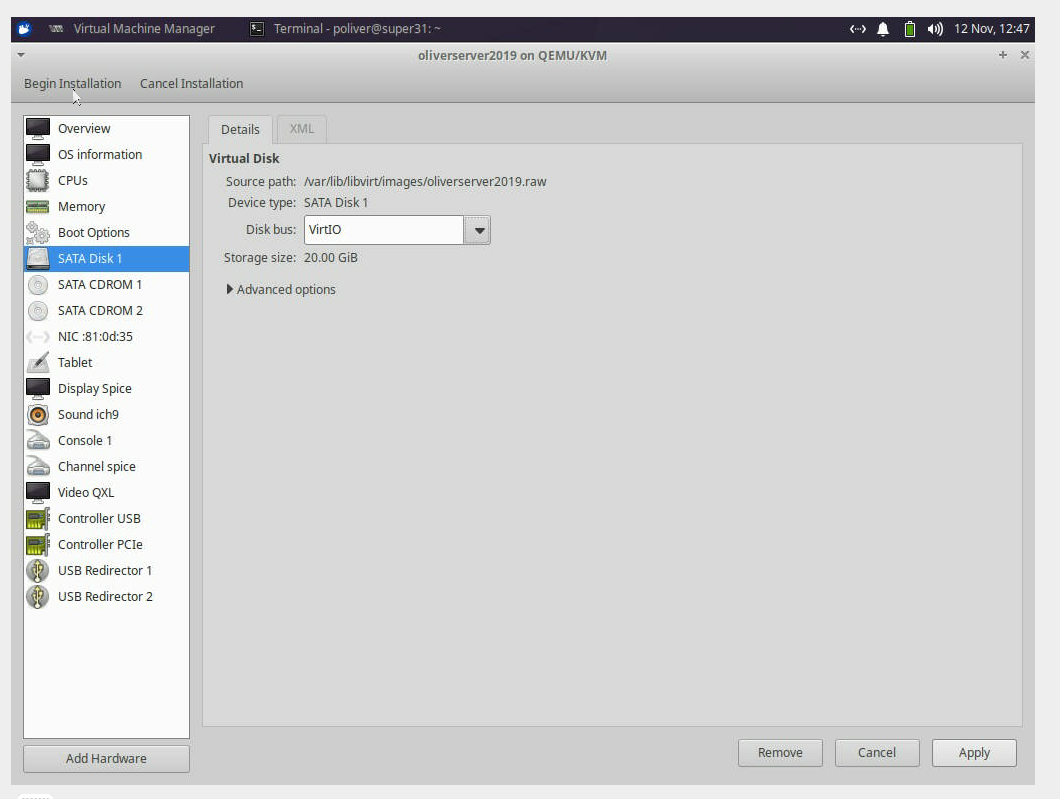 Virtual Machine Manager
Terminal - poliver@super31: ~
12 Nov, 12:47
oliverserver2019 on QEMU/KVM
Begin Installation
Cancel Installation
Overview
OS information
CPUs
Memory
Boot Options
SATA Disk 1
SATA CDROM 1
SATA CDROM 2
NIC :81:0d:35
Tablet
Display Spice
Sound ich9
Console 1
Channel spice
Video QXL
Controller USB
Controller PCIe
USB Redirector 1
USB Redirector 2
Add Hardware
Details
XML
Virtual Disk
Source path: /var/lib/libvirt/images/oliverserver2019.raw
Device type: SATA Disk 1
Disk bus: VirtIO
Storage size: 20.00 GiB
Advanced options
Remove
Cancel
Apply